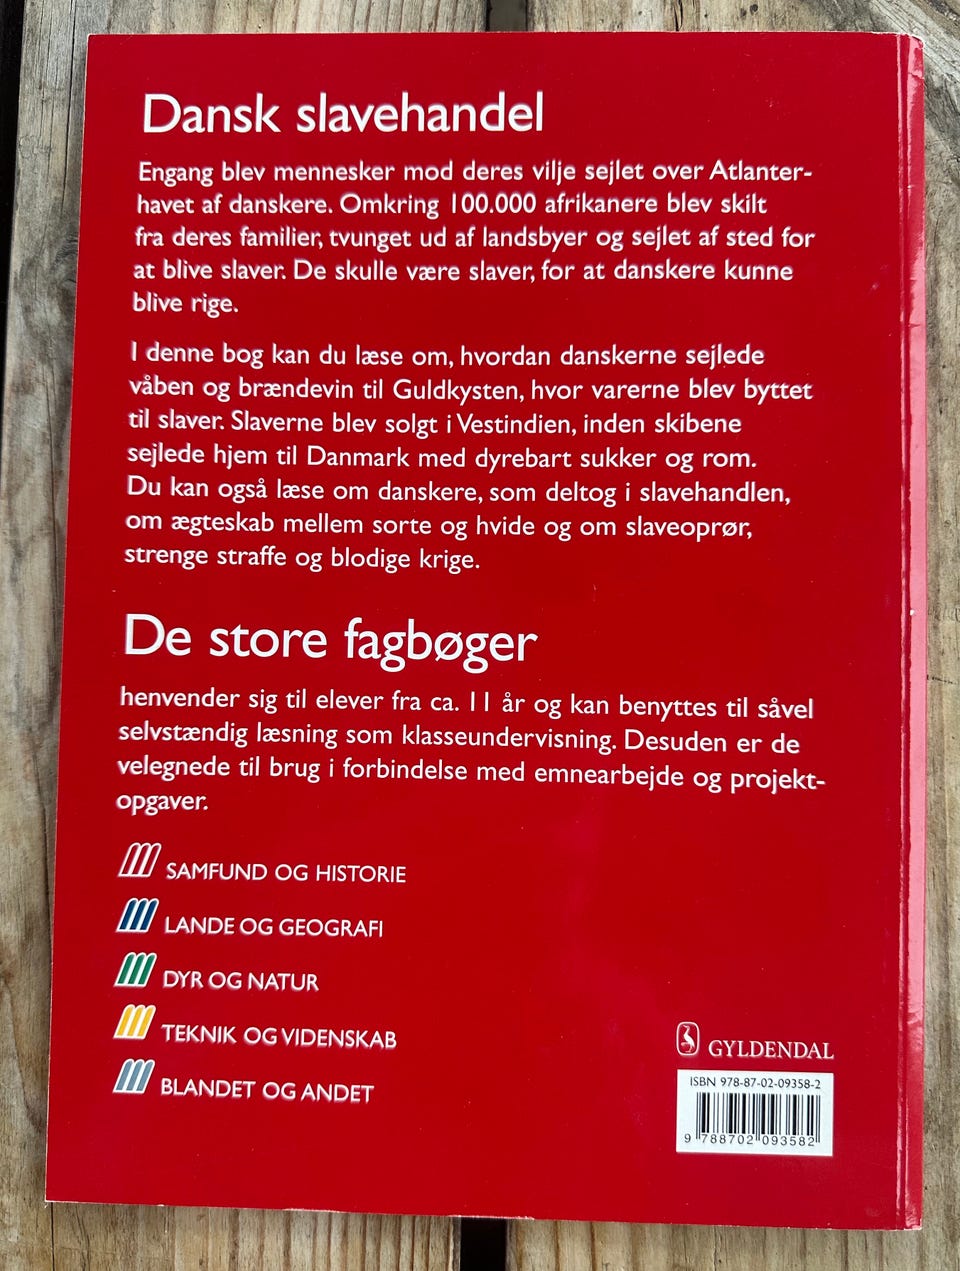 Dansk slavehandel
Engang blev mennesker mod deres vilje sejlet over Atlanter-
havet af danskere. Omkring 100.000 afrikanere blev skilt
fra deres familier, tvunget ud af landsbyer og sejlet af sted for
at blive slaver. De skulle være slaver, for at danskere kunne
blive rige.
I denne bog kan du læse om, hvordan danskerne sejlede
våben og brændevin til Guldkysten, hvor varerne blev byttet
til slaver. Slaverne blev solgt i Vestindien, inden skibene
sejlede hjem til Danmark med dyrebart sukker og rom.
Du kan også læse om danskere, som deltog i slavehandlen,
om ægteskab mellem sorte og hvide og om slaveoprør,
strenge straffe og blodige krige.
De store fagbøger
henvender sig til elever fra ca. 11 år og kan benyttes til såvel
selvstændig læsning som klasseundervisning. Desuden er de
velegnede til brug i forbindelse med emnearbejde og projekt-
opgaver.
SAMFUND OG HISTORIE
LANDE OG GEOGRAFI
DYR OG NATUR
TEKNIK OG VIDENSKAB
BLANDET OG ANDET
GYLDENDAL
ISBN 978-87-02-09358-2
9 788702 093582